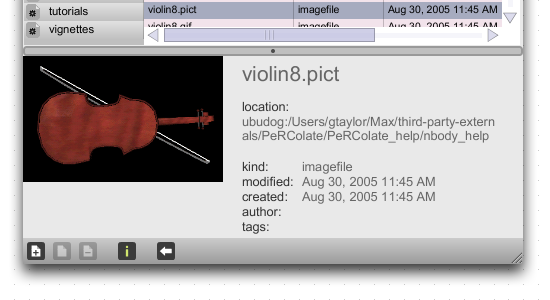 tutorials
violin8.pict imagefile Aug 30, 2005 11:45 AM
vignettes
violin8.gif imagefile Aug 30, 2005 11:45 AM
violin8.pict
location:
ubudog:/Users/gtaylor/Max/third-party-extern
als/PeRColate/PeRColate_help/nbody_help
kind: imagefile
modified: Aug 30, 2005 11:45 AM
created: Aug 30, 2005 11:45 AM
author:
tags:
i